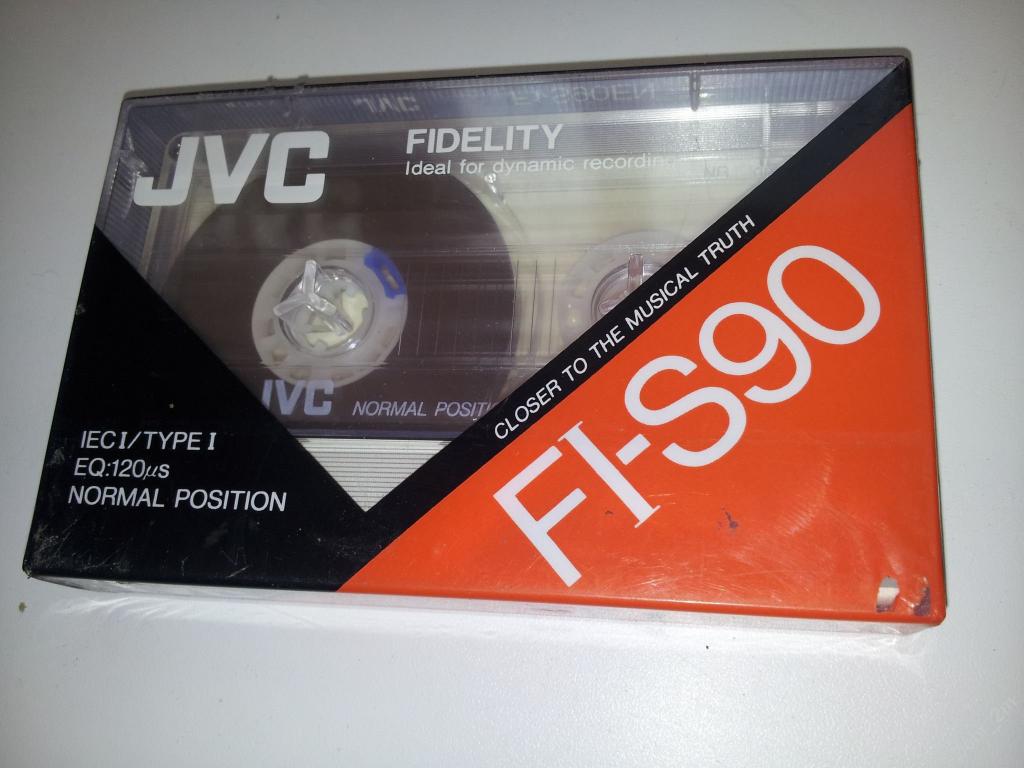 JVC
FIDELITY
Ideal for dynamic recording
CLOSER TO THE MUSICAL TRUTH
FI-S90
JVC
NORMAL POSITI
IEC I/TYPE I
EQ:120μs
NORMAL POSITION